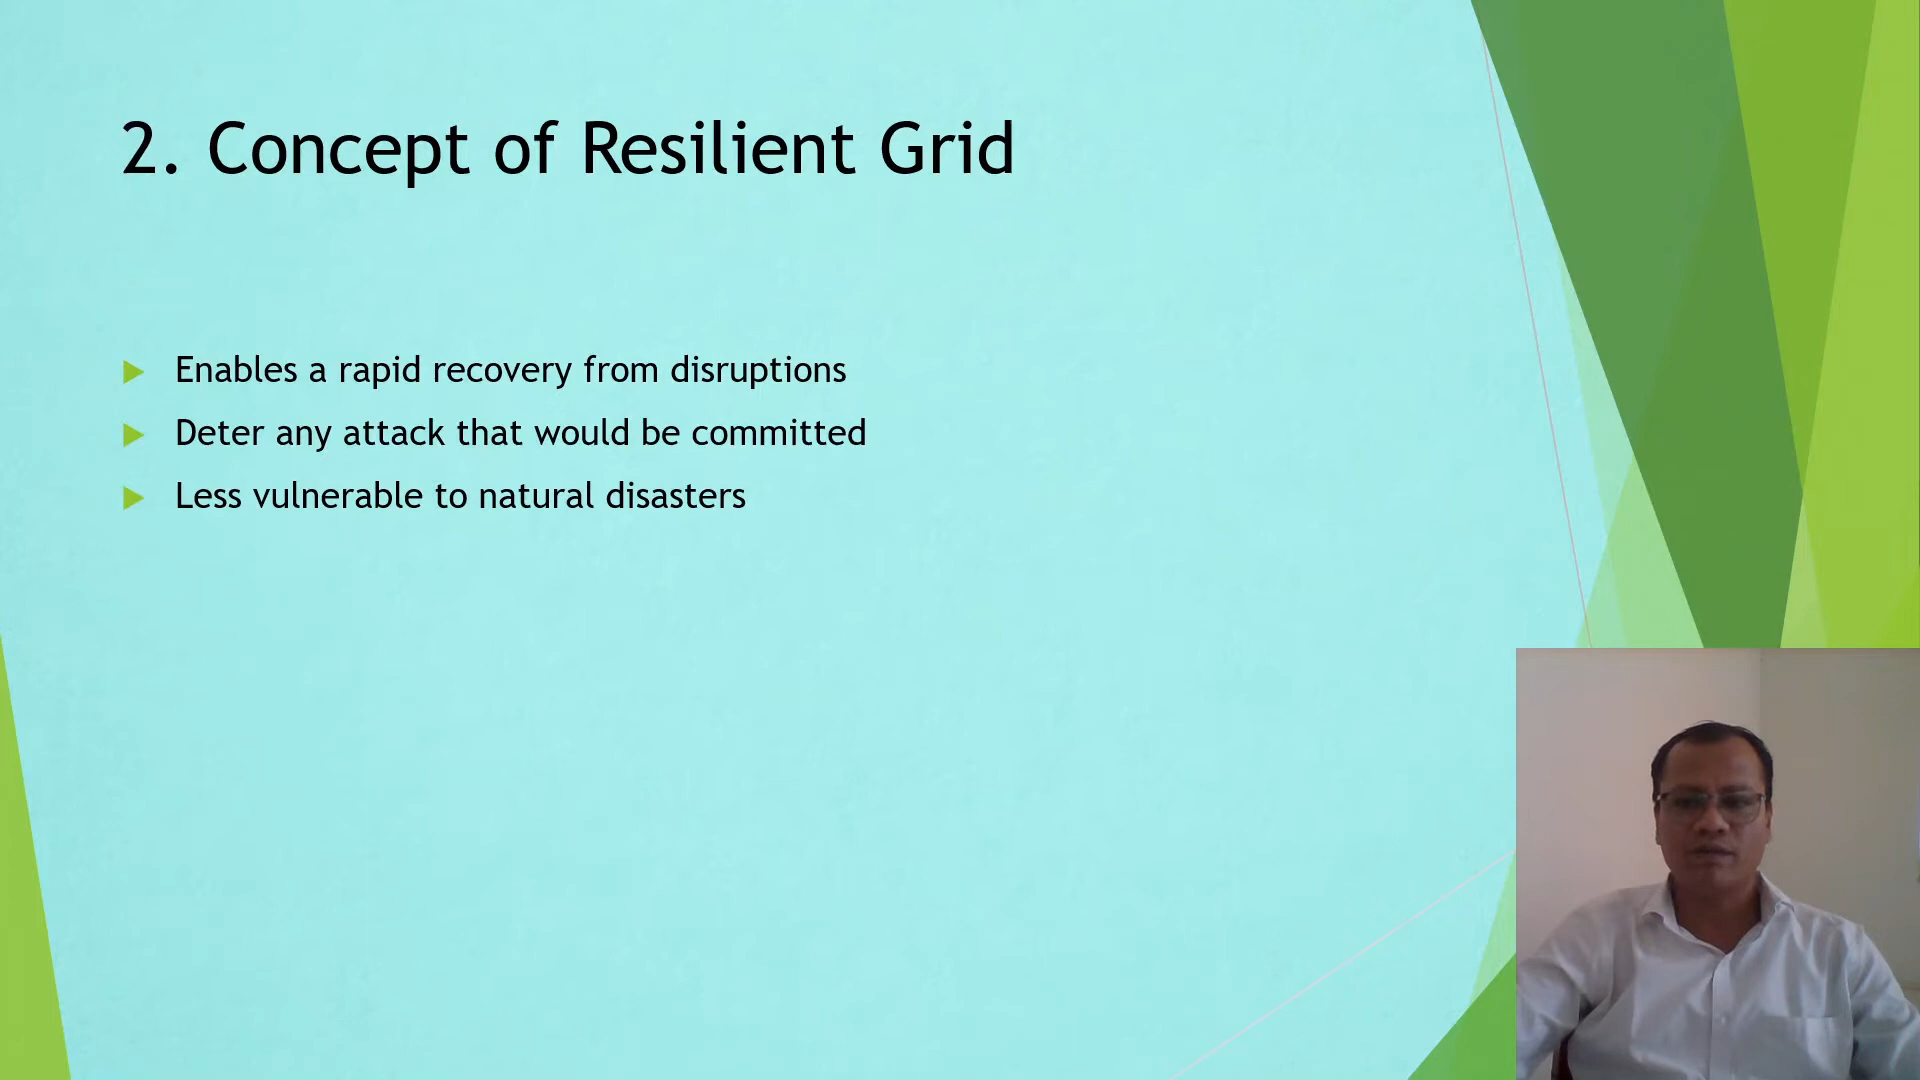 2. Concept of Resilient Grid
Enables a rapid recovery from disruptions
Deter any attack that would be committed
Less vulnerable to natural disasters